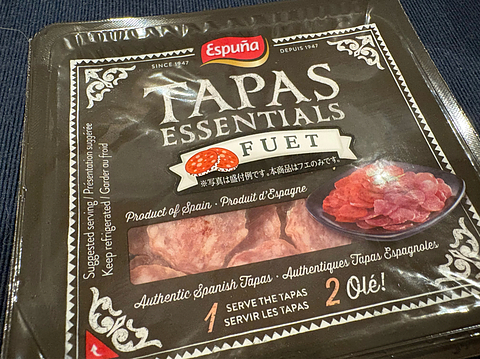 Espuña
SINCE 1947
DEPUIS 1947
TAPAS
ESSENTIALS
FUET
※写真は盛付例です。本商品はフエのみです。
Product of Spain · Produit d'Espagne
Suggested serving / Présentation suggérée
Keep refrigerated / Garder au froid
Authentic Spanish Tapas · Authentiques Tapas Espagnoles
1 SERVE THE TAPAS
SERVIR LES TAPAS
2 Olé!